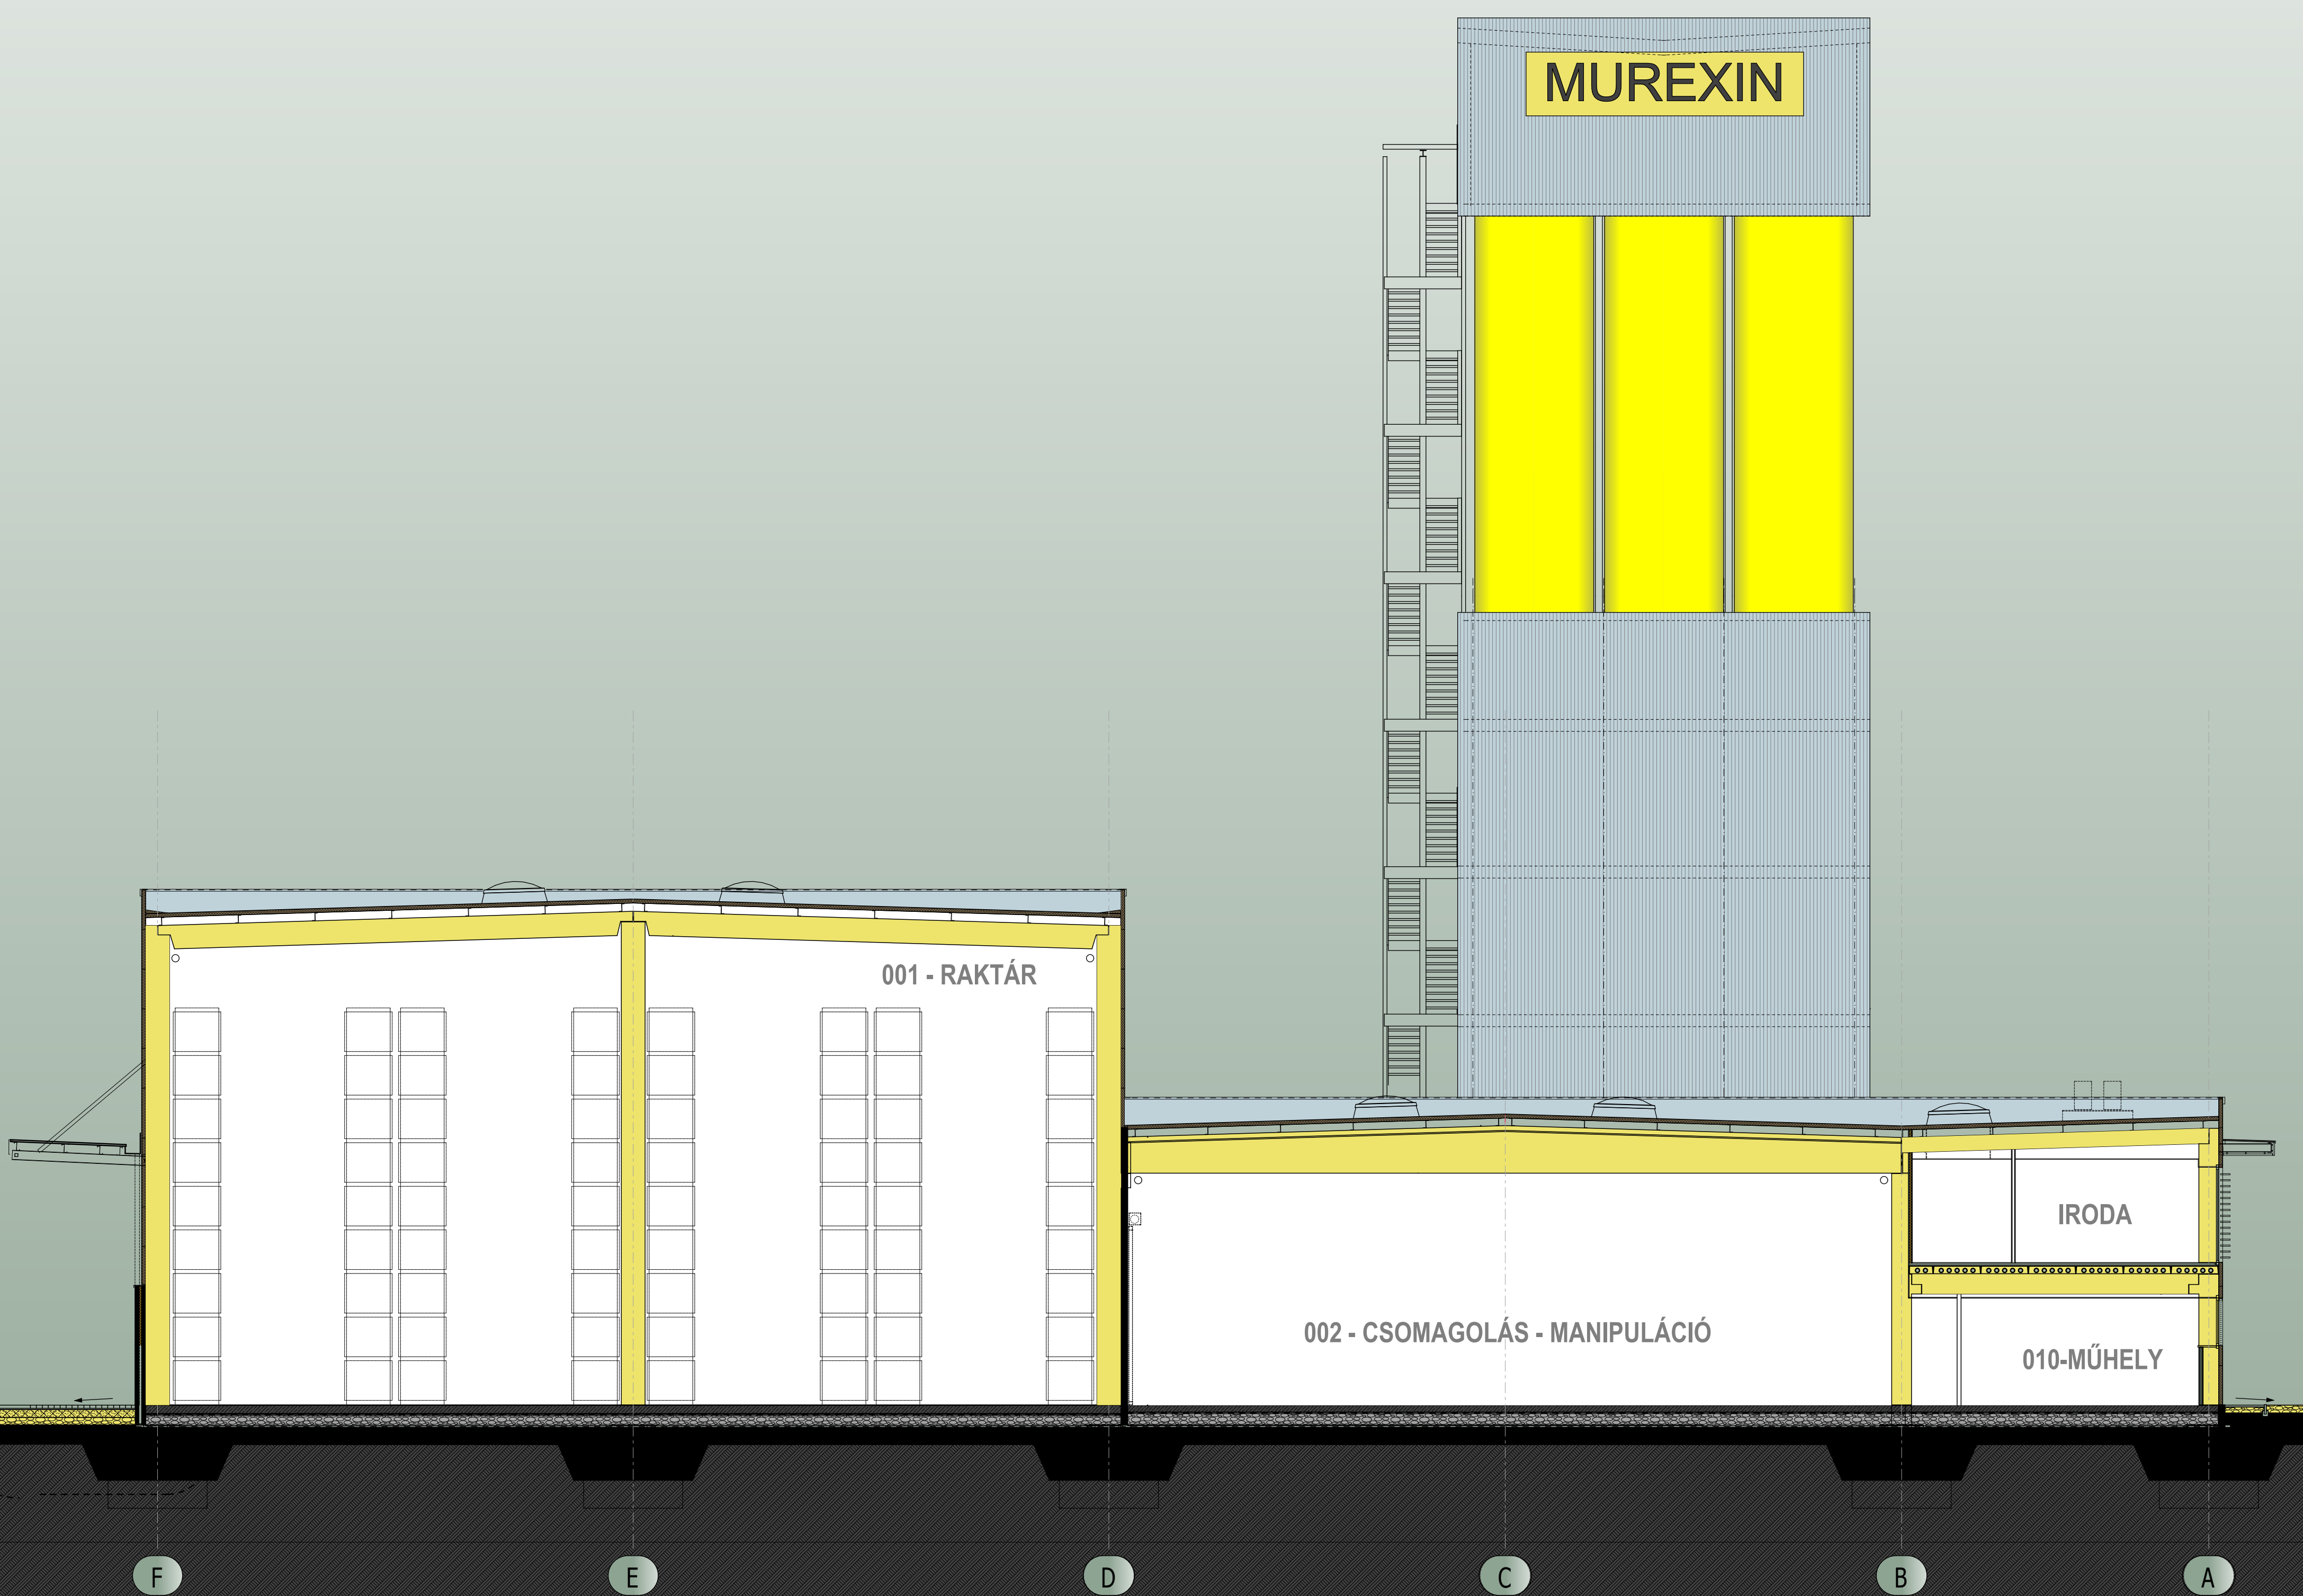 MUREXIN
001 - RAKTÁR
IRODA
002 - CSOMAGOLÁS - MANIPULÁCIÓ
010-MŰHELY
F E D C B A